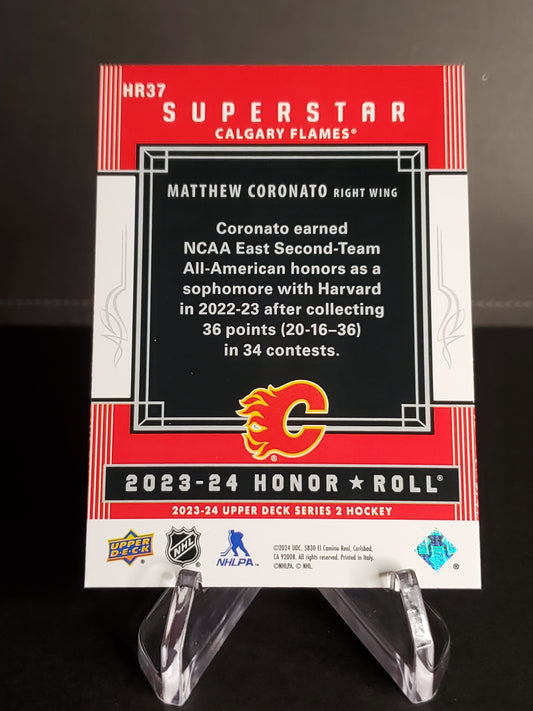 HR37
SUPERSTAR
CALGARY FLAMES®
MATTHEW CORONATO RIGHT WING
Coronato earned
NCAA East Second-Team
All-American honors as a
sophomore with Harvard
in 2022-23 after collecting
36 points (20-16–36)
in 34 contests.
C
®
2023-24 HONOR ★ ROLL®
2023-24 UPPER DECK SERIES 2 HOCKEY
UPPER DECK
NHL
NHLPA™
©2024 UDC. 5830 El Camino Real, Carlsbad,
CA 92008. All rights reserved. Printed in Italy.
©NHLPA. © NHL.
®